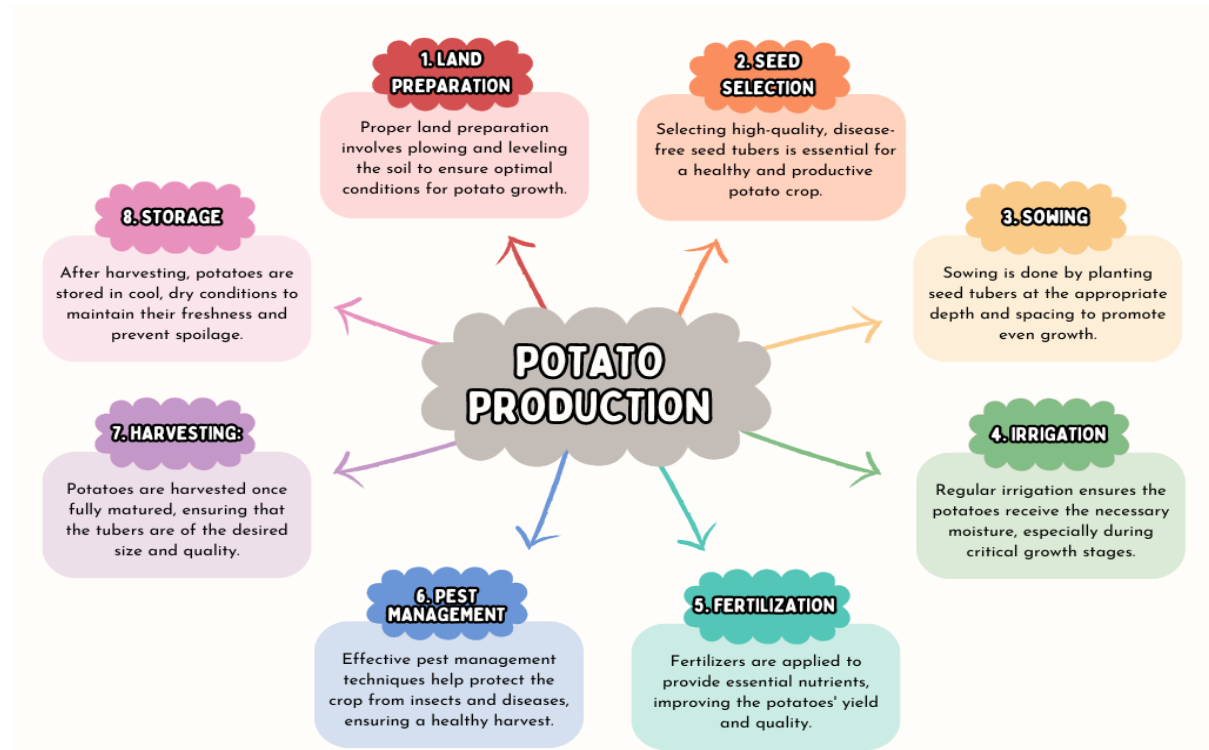 1. LAND
PREPARATION
Proper land preparation
involves plowing and leveling
the soil to ensure optimal
conditions for potato growth.
2. SEED
SELECTION
Selecting high-quality, disease-
free seed tubers is essential for
a healthy and productive
potato crop.
3. SOWING
Sowing is done by planting
seed tubers at the appropriate
depth and spacing to promote
even growth.
4. IRRIGATION
Regular irrigation ensures the
potatoes receive the necessary
moisture, especially during
critical growth stages.
5. FERTILIZATION
Fertilizers are applied to
provide essential nutrients,
improving the potatoes' yield
and quality.
6. PEST
MANAGEMENT
Effective pest management
techniques help protect the
crop from insects and diseases,
ensuring a healthy harvest.
7. HARVESTING:
Potatoes are harvested once
fully matured, ensuring that
the tubers are of the desired
size and quality.
8. STORAGE
After harvesting, potatoes are
stored in cool, dry conditions to
maintain their freshness and
prevent spoilage.
POTATO
PRODUCTION